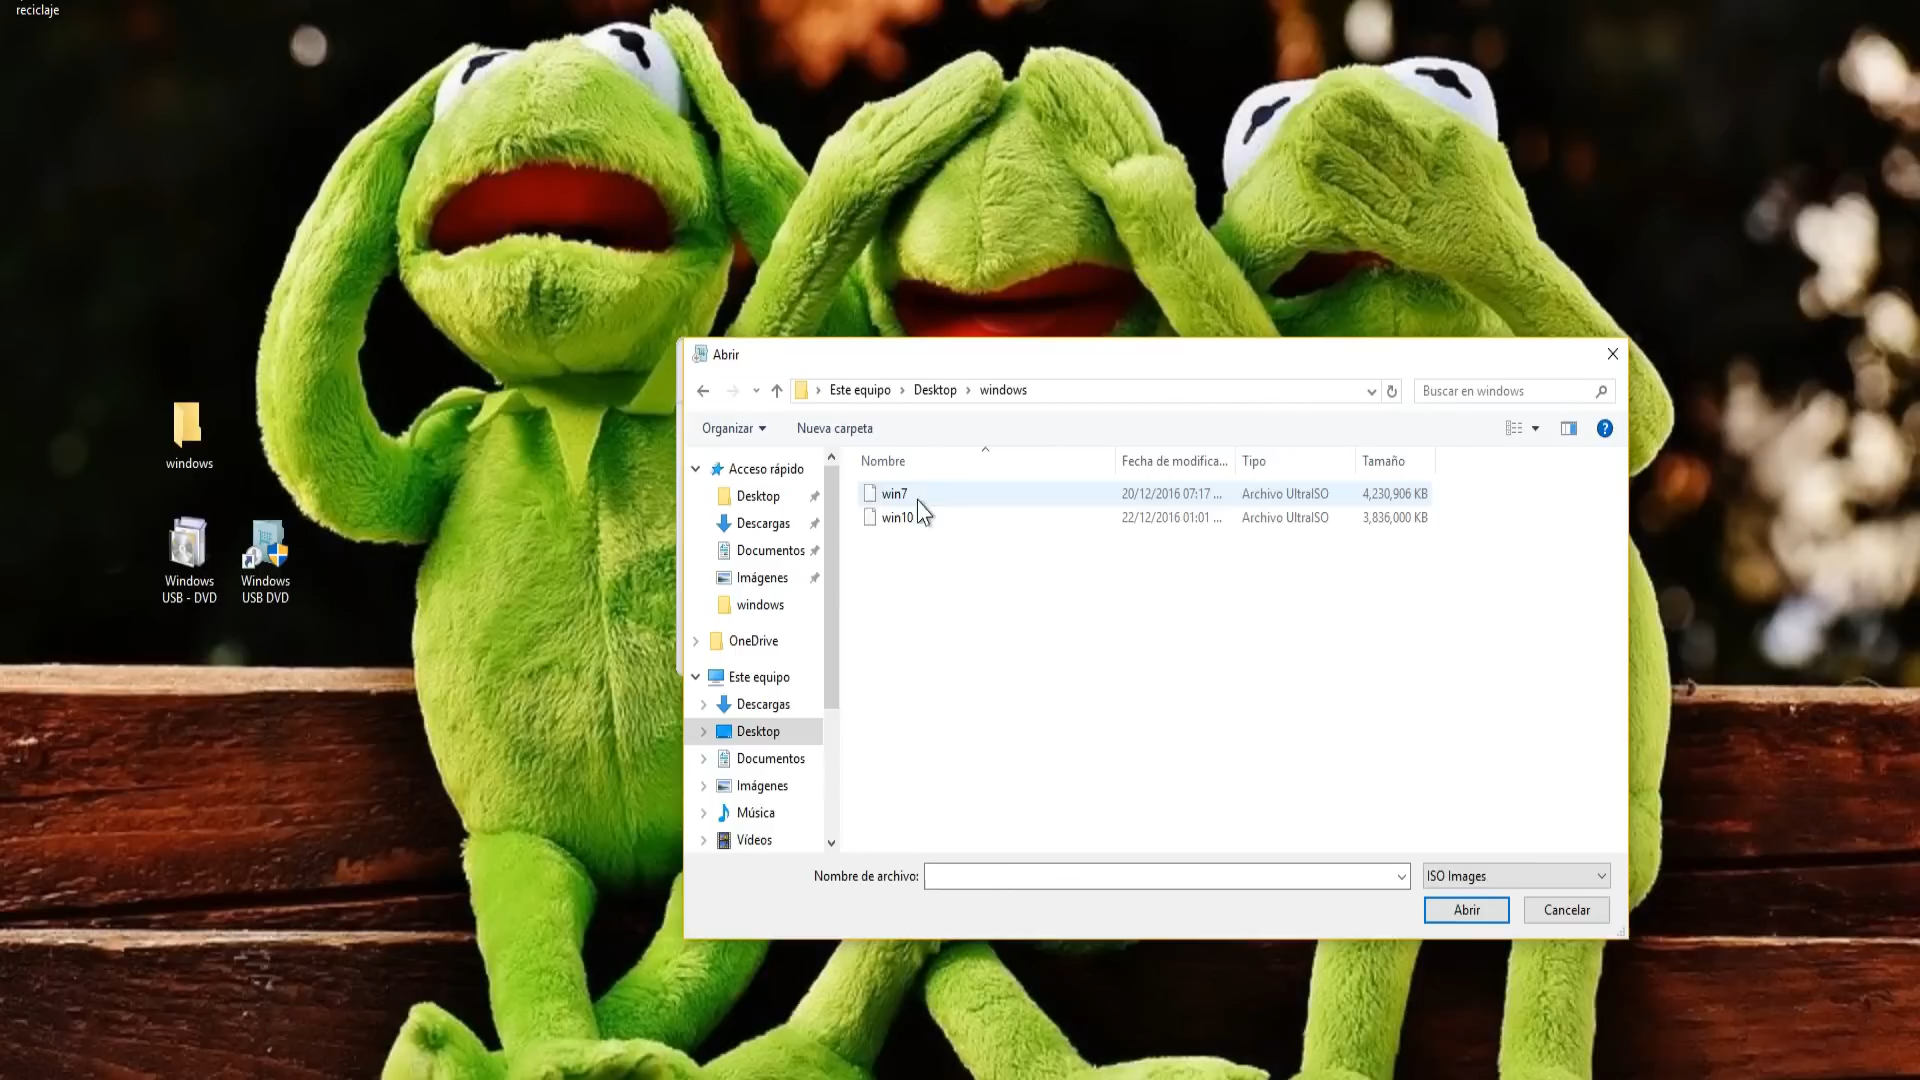 reciclaje
windows
Windows
USB - DVD
Windows
USB DVD
Abrir
Este equipo
Desktop
windows
Buscar en windows
Organizar
Nueva carpeta
Nombre
Fecha de modifica...
Tipo
Tamaño
win7
20/12/2016 07:17 ...
Archivo UltraISO
4,230,906 KB
win10
22/12/2016 01:01 ...
Archivo UltraISO
3,836,000 KB
Acceso rápido
Desktop
Descargas
Documentos
Imágenes
windows
OneDrive
Este equipo
Descargas
Desktop
Documentos
Imágenes
Música
Vídeos
Nombre de archivo:
ISO Images
Abrir
Cancelar